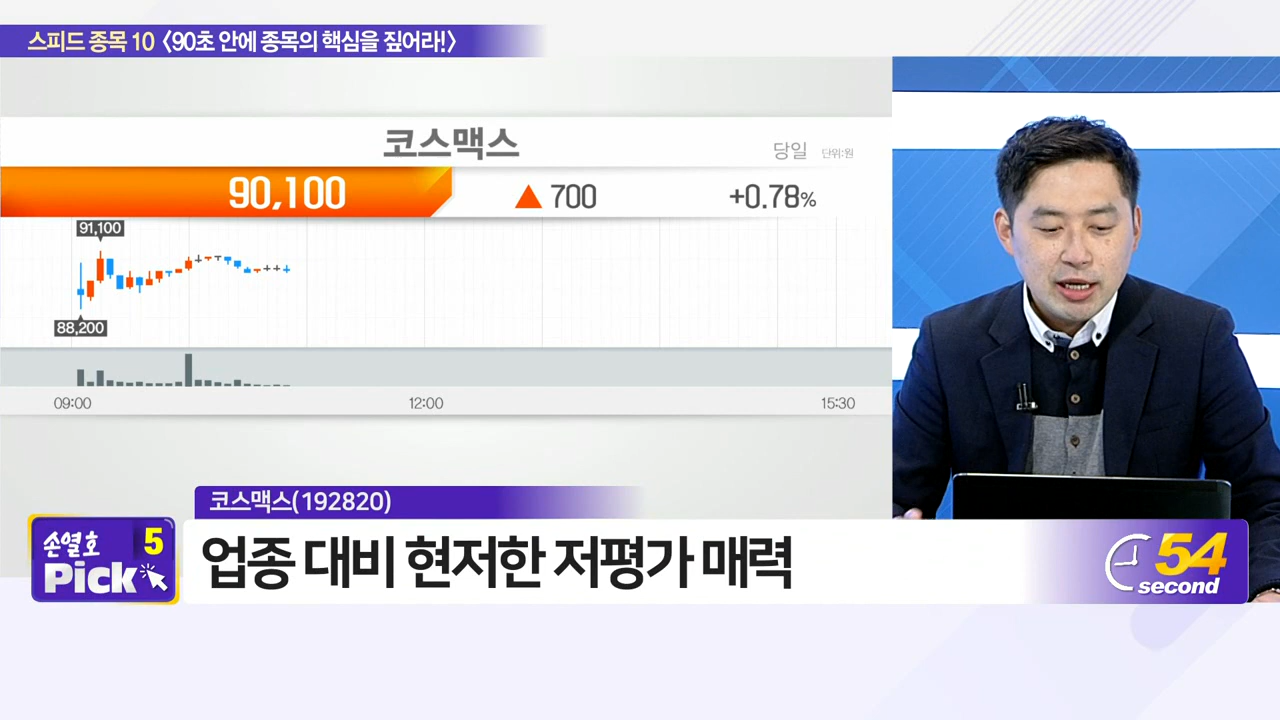 스피드 종목 10 〈90초 안에 종목의 핵심을 짚어라!〉
코스맥스
당일 단위:원
90,100 ▲ 700 +0.78%
91,100
88,200
09:00 12:00 15:30
코스맥스(192820)
손열호 5
Pick
업종 대비 현저한 저평가 매력
54
second